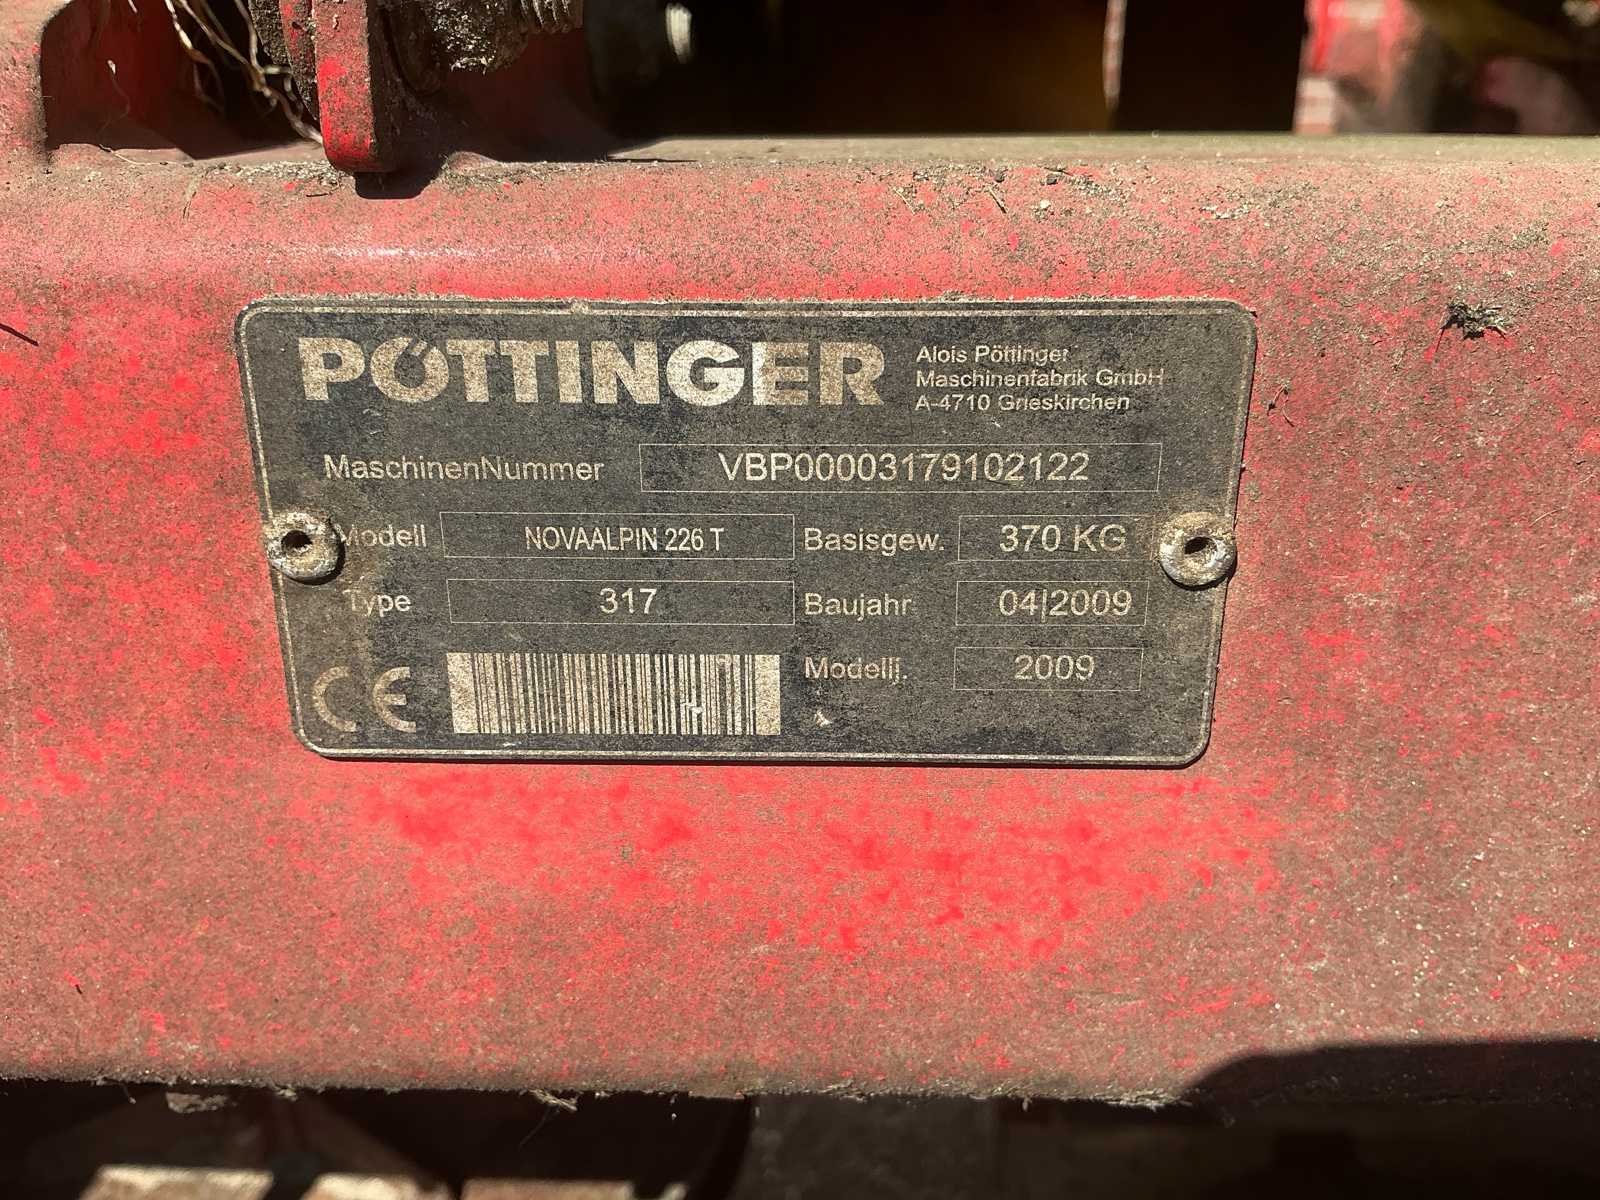 PÖTTINGER
Alois Pöttinger
Maschinenfabrik GmbH
A-4710 Grieskirchen
MaschinenNummer VBP00003179102122
Modell NOVAALPIN 226 T Basisgew. 370 KG
Type 317 Baujahr 04|2009
Modellj. 2009
CE